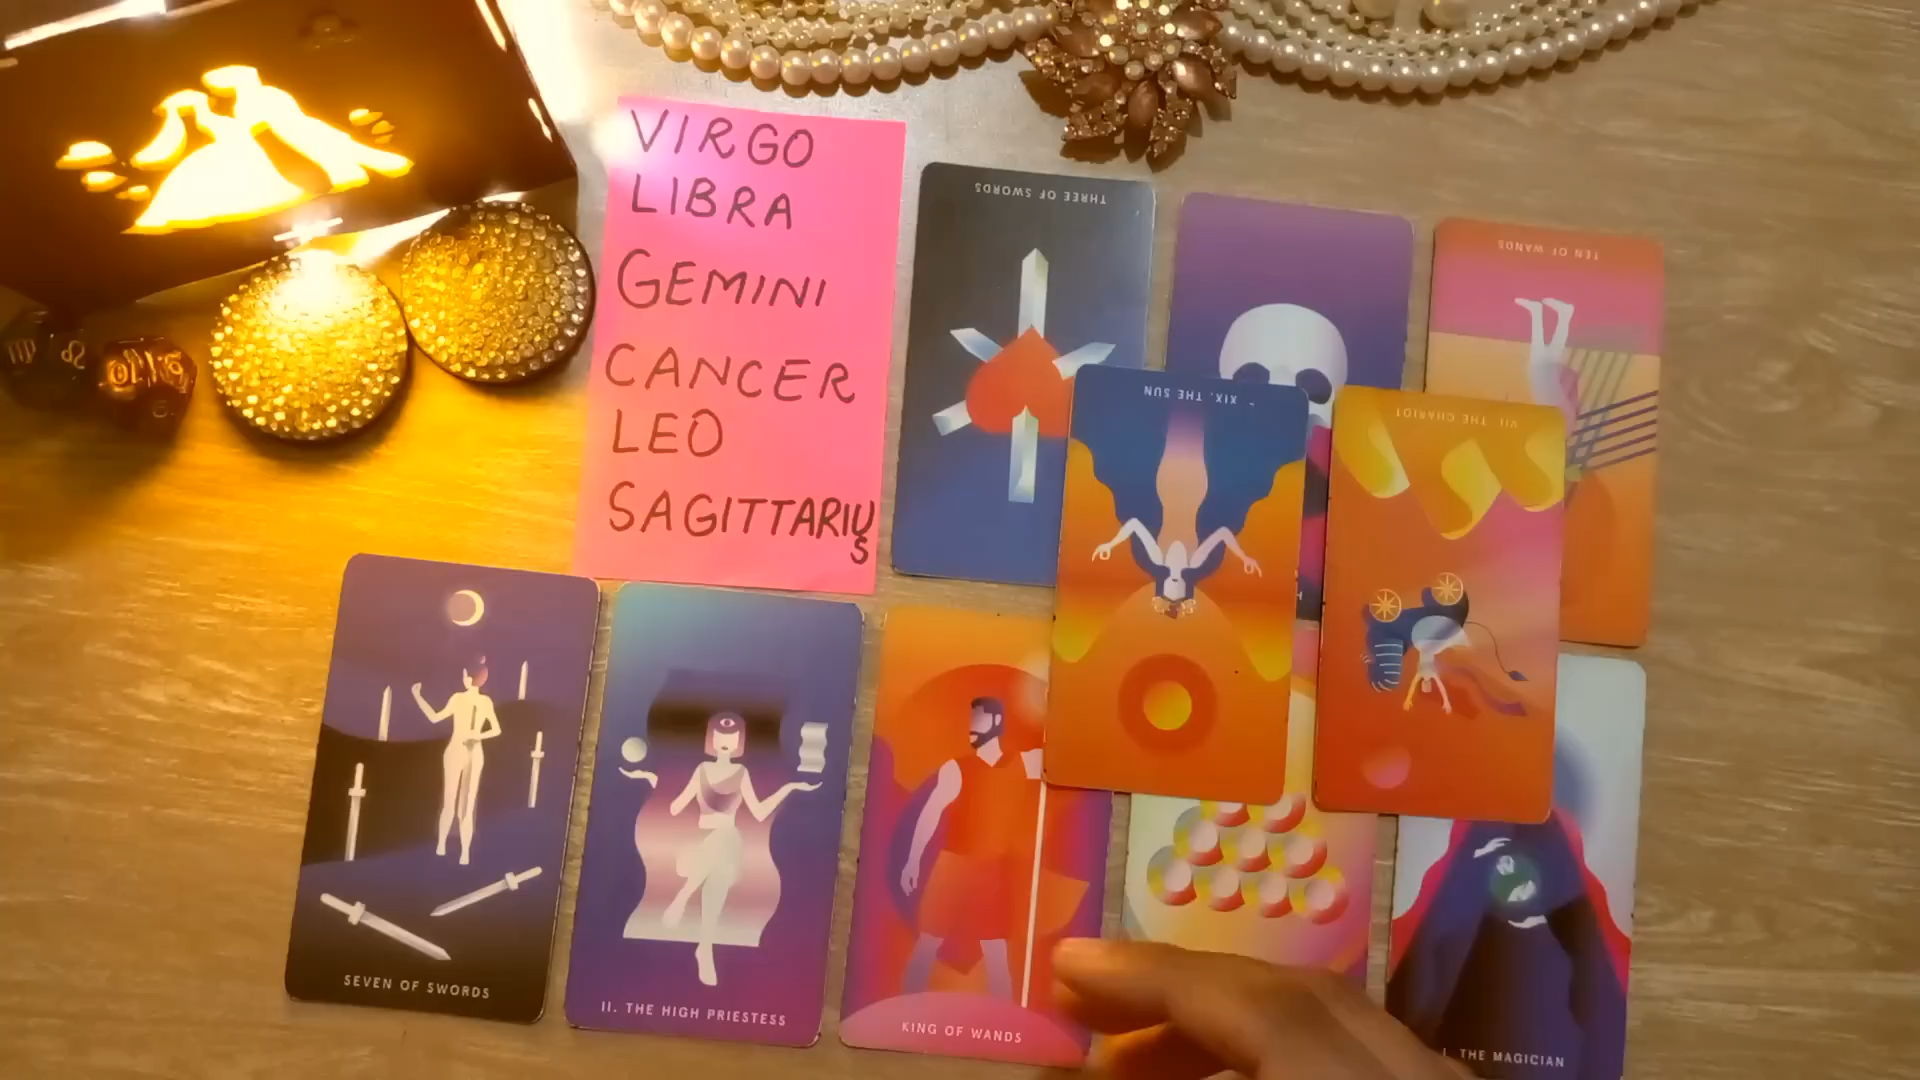 VIRGO
LIBRA
GEMINI
CANCER
LEO
SAGITTARIUS
THREE OF SWORDS
TEN OF WANDS
XIX. THE SUN
VII. THE CHARIOT
SEVEN OF SWORDS
II. THE HIGH PRIESTESS
KING OF WANDS
I. THE MAGICIAN